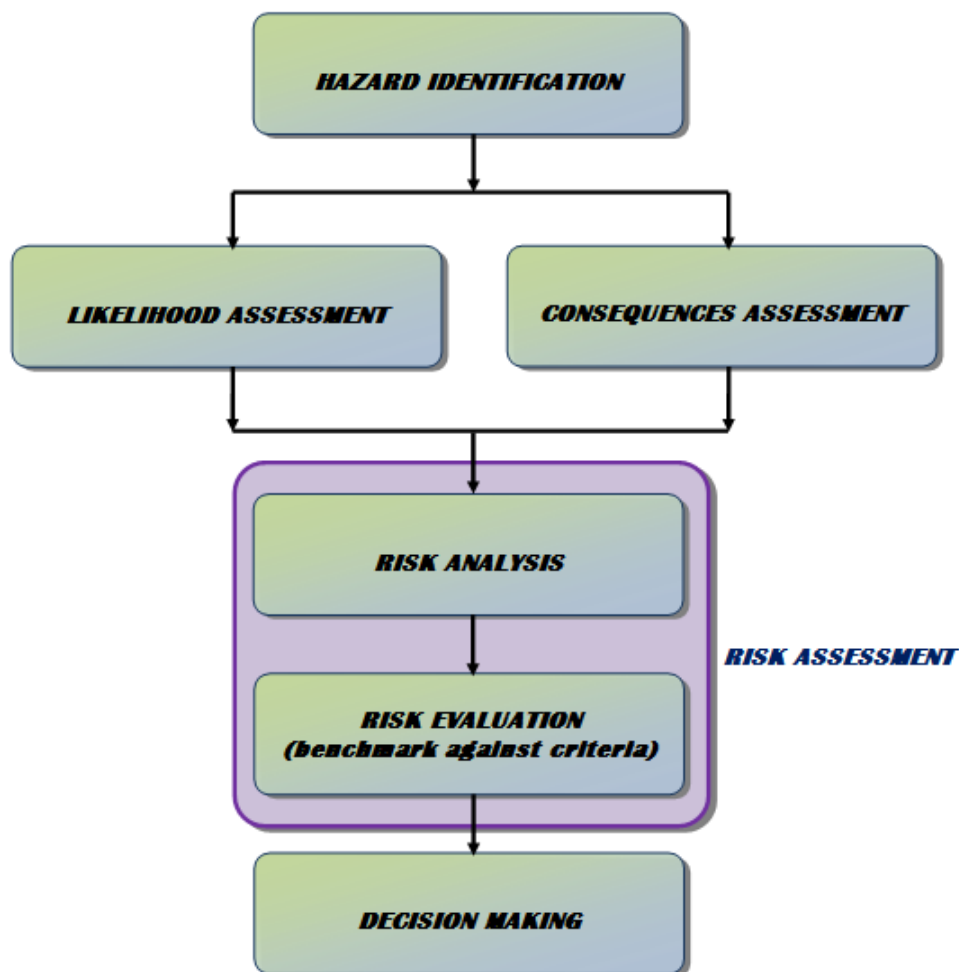 HAZARD IDENTIFICATION
LIKELIHOOD ASSESSMENT
CONSEQUENCES ASSESSMENT
RISK ANALYSIS
RISK ASSESSMENT
RISK EVALUATION
(benchmark against criteria)
DECISION MAKING